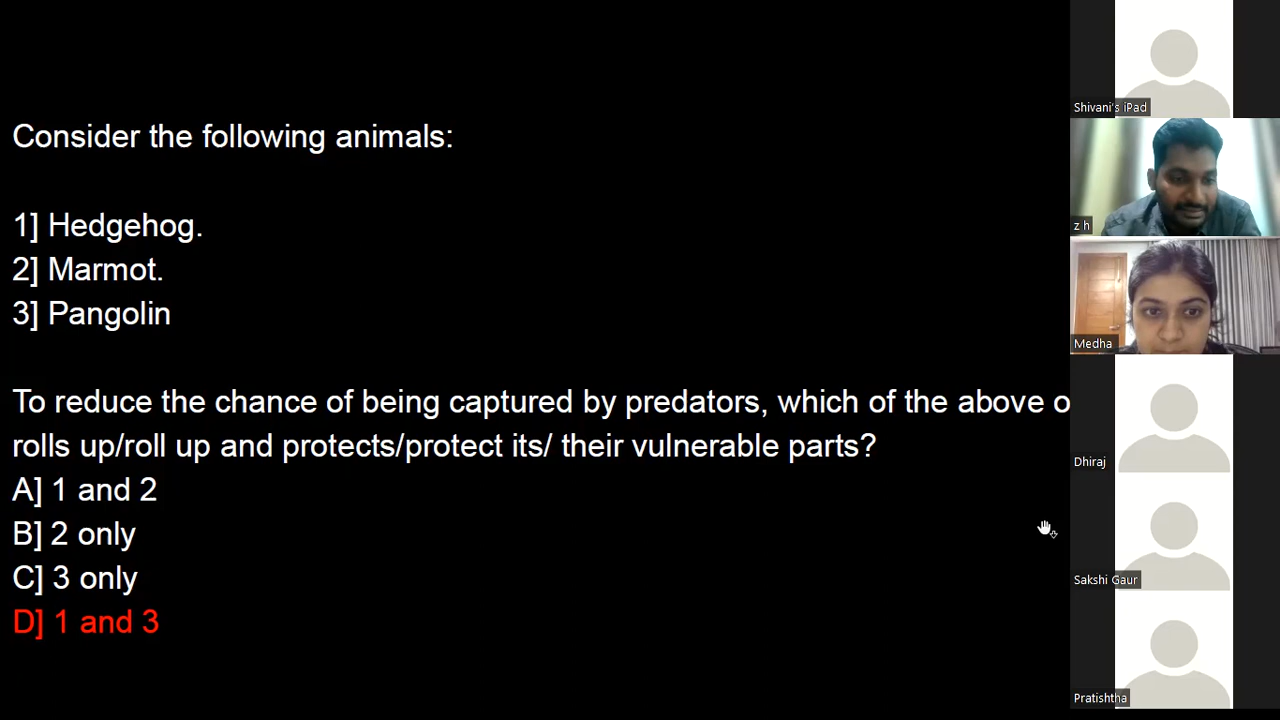 Consider the following animals:
1] Hedgehog.
2] Marmot.
3] Pangolin
To reduce the chance of being captured by predators, which of the above o
rolls up/roll up and protects/protect its/ their vulnerable parts?
A] 1 and 2
B] 2 only
C] 3 only
D] 1 and 3
Shivani's iPad
z h
Medha
Dhiraj
Sakshi Gaur
Pratishtha